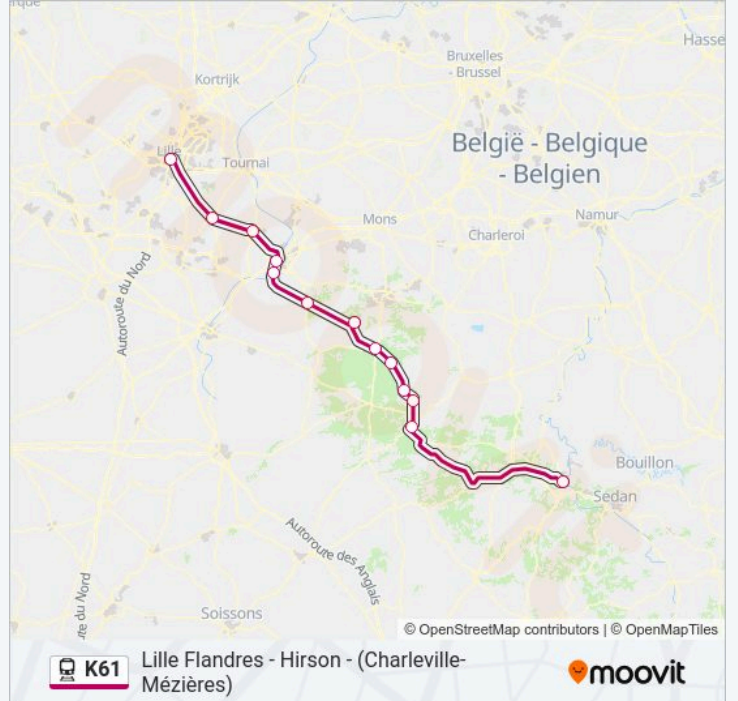 Hasse
Bruxelles
- Brussel
Kortrijk
België - Belgique
- Belgien
Lille
Tournai
Mons
Namur
Charleroi
Autoroute du Nord
Bouillon
Sedan
Autoroute des Anglais
te du Nord
Soissons
© OpenStreetMap contributors | © OpenMapTiles
K61
Lille Flandres - Hirson - (Charleville-
Mézières)
moovit